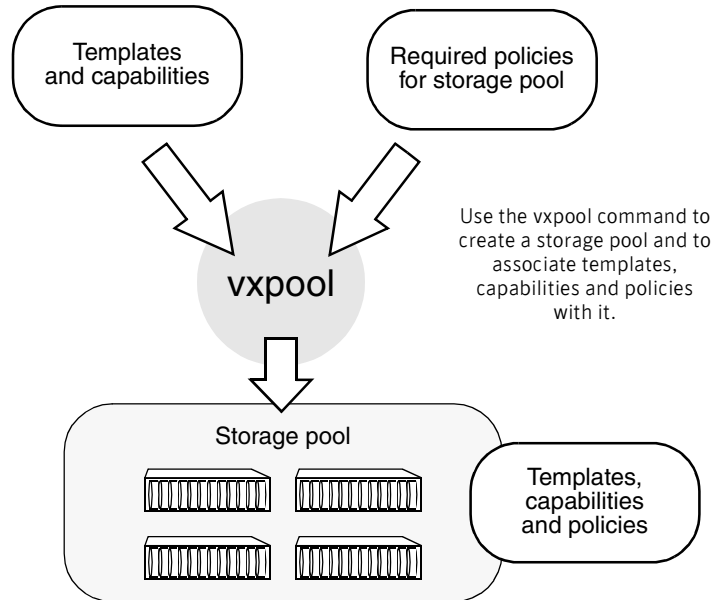 Templates
and capabilities
Required policies
for storage pool
Use the vxpool command to
create a storage pool and to
associate templates,
capabilities and policies
with it.
vxpool
Storage pool
Templates,
capabilities
and policies